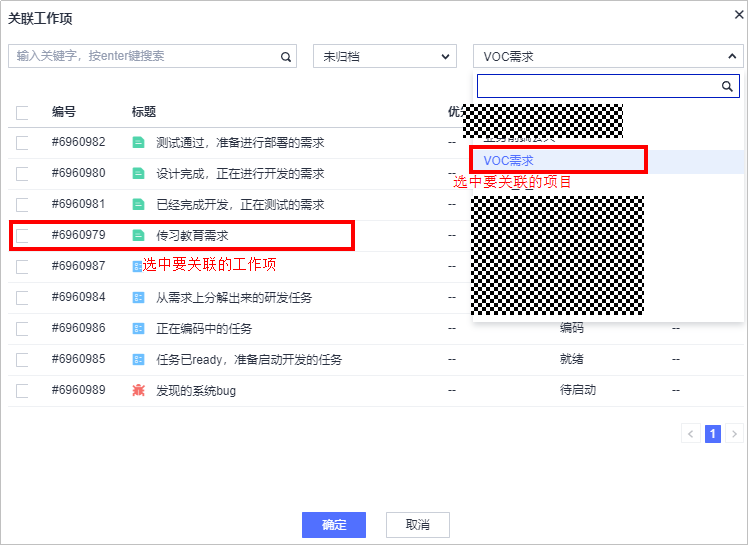 关联工作项
输入关键字，按enter键搜索
未归档
VOC需求
编号 标题
#6960982 测试通过，准备进行部署的需求 --
VOC需求
#6960980 设计完成，正在进行开发的需求 --
选中要关联的项目
#6960981 已经完成开发，正在测试的需求 --
#6960979 传习教育需求 --
#6960987 选中要关联的工作项 --
#6960984 从需求上分解出来的研发任务 --
#6960986 正在编码中的任务 -- 编码 --
#6960985 任务已ready，准备启动开发的任务 -- 就绪 --
#6960989 发现的系统bug -- 待启动 --
1
确定 取消